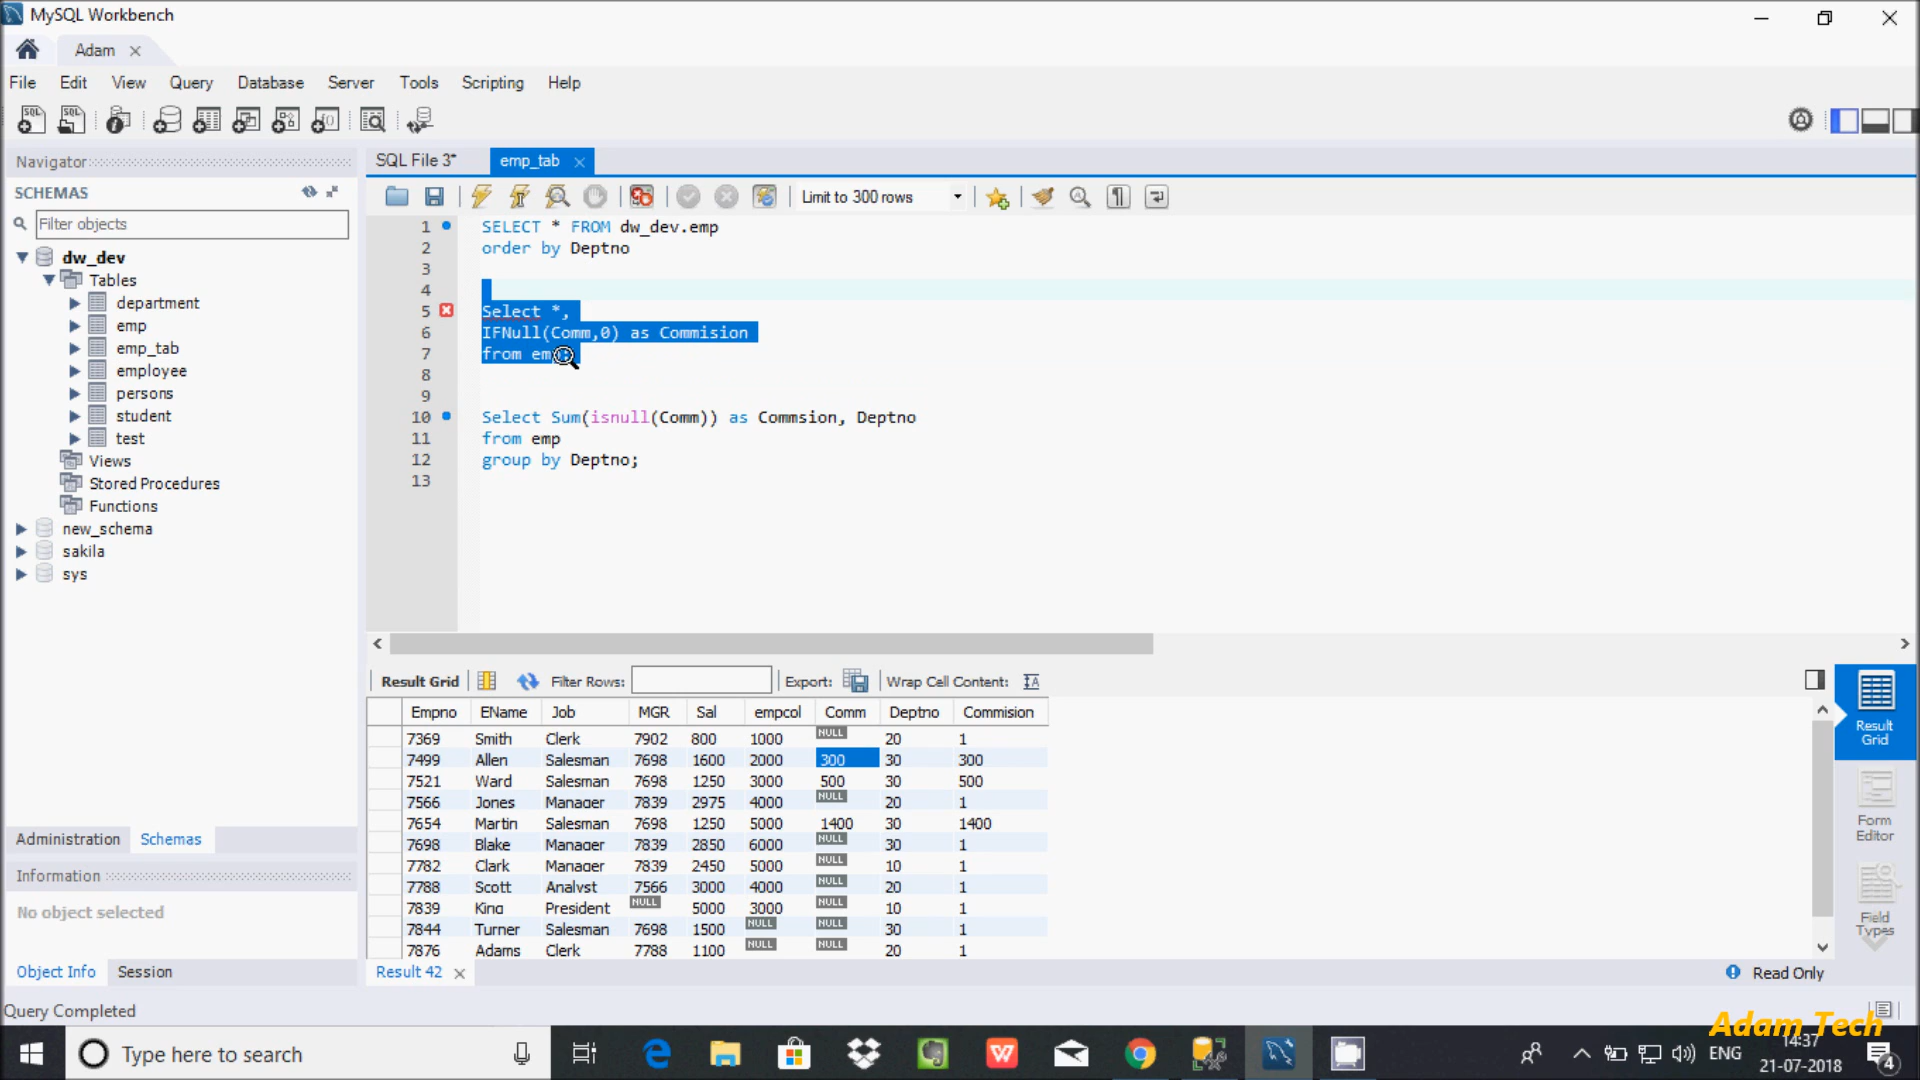 MySQL Workbench
Adam
File Edit View Query Database Server Tools Scripting Help
Navigator
SCHEMAS
Filter objects
dw_dev
Tables
department
emp
emp_tab
employee
persons
student
test
Views
Stored Procedures
Functions
new_schema
sakila
sys
Administration Schemas
Information
No object selected
Object Info Session
SQL File 3* emp_tab
Limit to 300 rows
1 SELECT * FROM dw_dev.emp
2 order by Deptno
3
4
5 Select *,
6 IFNull(Comm,0) as Commision
7 from em
8
9
10 Select Sum(isnull(Comm)) as Commsion, Deptno
11 from emp
12 group by Deptno;
13
Result Grid Filter Rows: Export: Wrap Cell Content:
Empno EName Job MGR Sal empcol Comm Deptno Commision
7369 Smith Clerk 7902 800 1000 NULL 20 1
7499 Allen Salesman 7698 1600 2000 300 30 300
7521 Ward Salesman 7698 1250 3000 500 30 500
7566 Jones Manager 7839 2975 4000 NULL 20 1
7654 Martin Salesman 7698 1250 5000 1400 30 1400
7698 Blake Manager 7839 2850 6000 NULL 30 1
7782 Clark Manager 7839 2450 5000 NULL 10 1
7788 Scott Analyst 7566 3000 4000 NULL 20 1
7839 King President NULL 5000 3000 NULL 10 1
7844 Turner Salesman 7698 1500 NULL NULL 30 1
7876 Adams Clerk 7788 1100 NULL NULL 20 1
Result 42
Result Grid
Form Editor
Field Types
Read Only
Query Completed
Adam Tech
Type here to search
ENG
14:37
21-07-2018
4